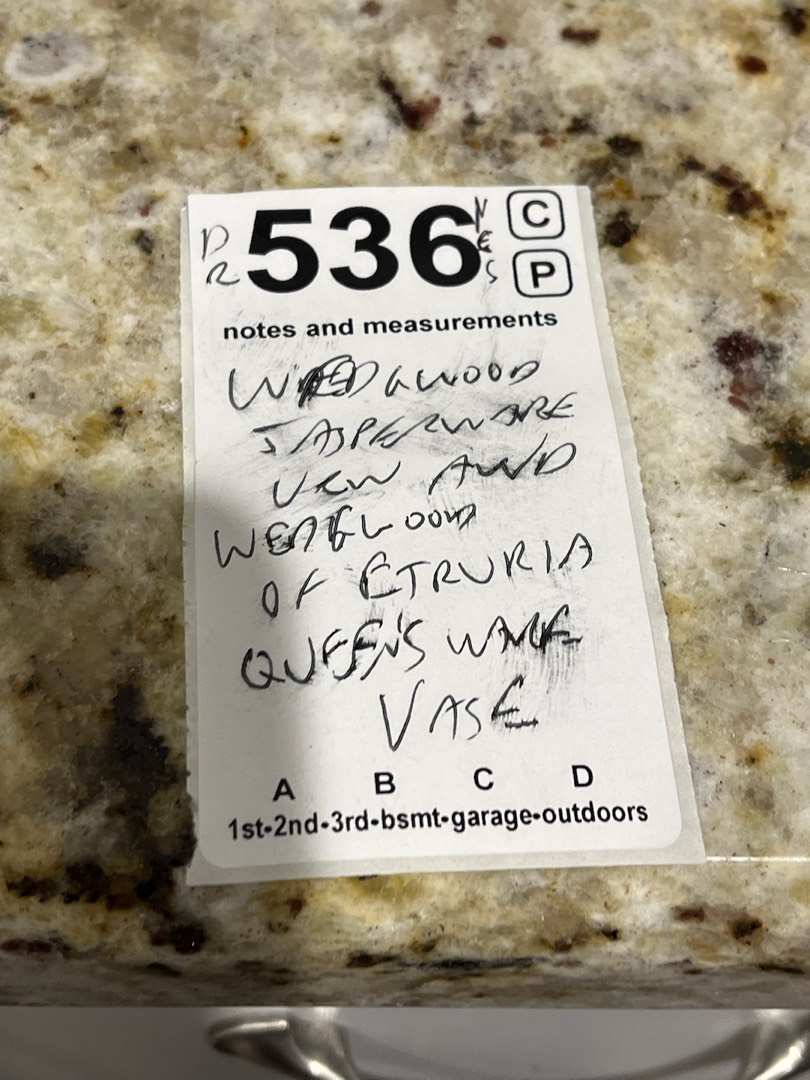 DR 536 NES C
P
notes and measurements
WEDGWOOD
JASPERWARE
URN AND
WEDGWOOD
OF ETRURIA
QUEEN'S WARE
VASE
A B C D
1st-2nd-3rd-bsmt-garage-outdoors